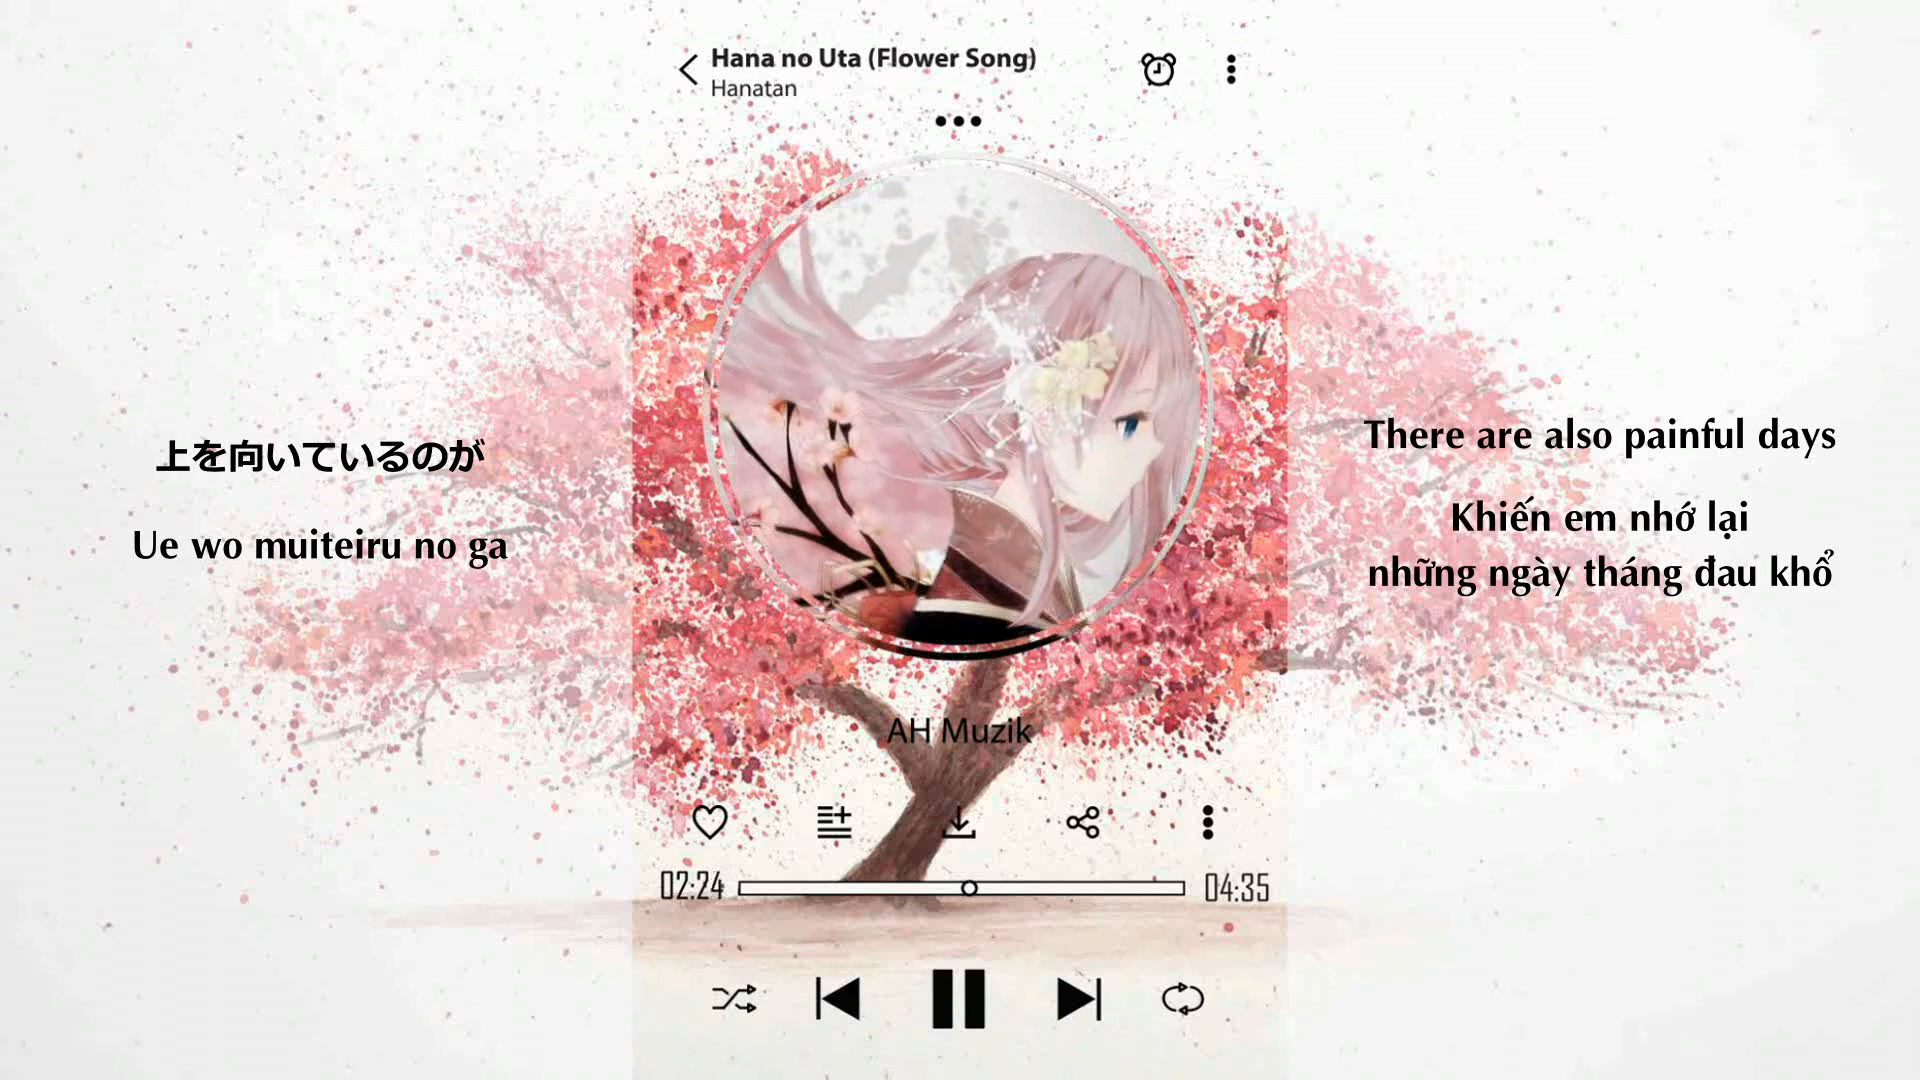 Hana no Uta (Flower Song)
Hanatan
上を向いているのが
Ue wo muiteiru no ga
There are also painful days
Khiến em nhớ lại
những ngày tháng đau khổ
AH Muzik
02:24
04:35